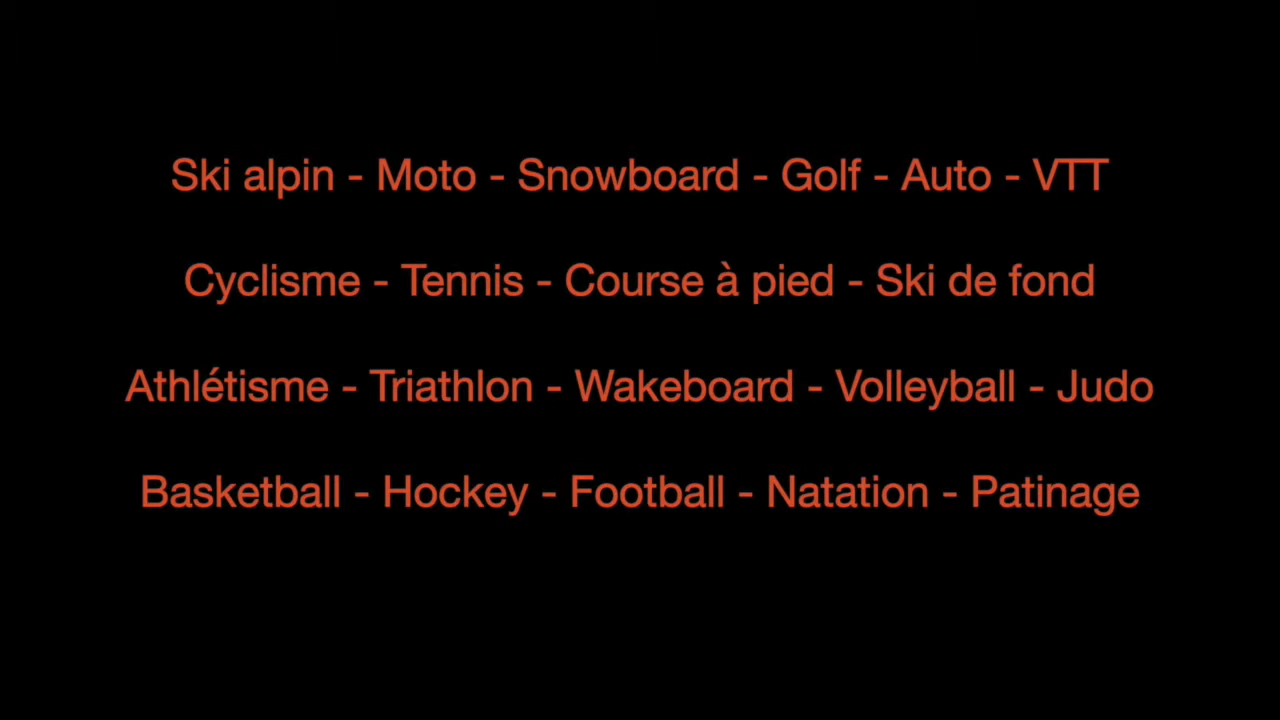 Ski alpin - Moto - Snowboard - Golf - Auto - VTT
Cyclisme - Tennis - Course à pied - Ski de fond
Athlétisme - Triathlon - Wakeboard - Volleyball - Judo
Basketball - Hockey - Football - Natation - Patinage